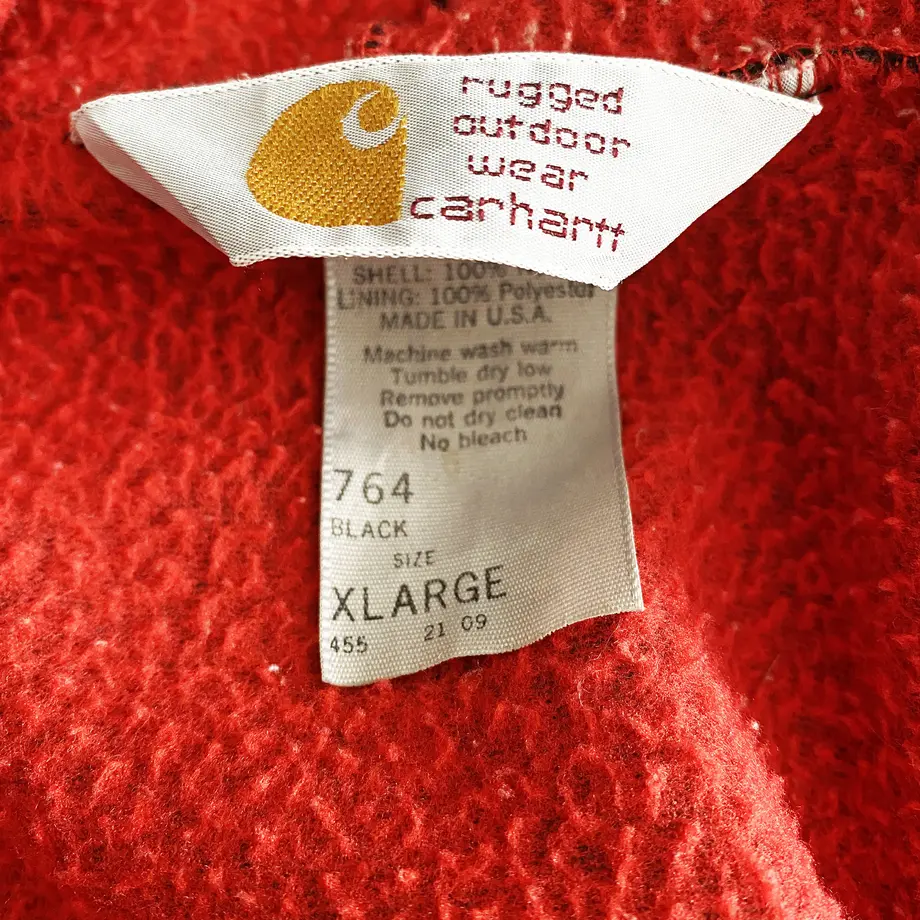 rugged
outdoor
wear
carhartt
SHELL: 100%
LINING: 100% Polyester
MADE IN U.S.A.
Machine wash warm
Tumble dry low
Remove promptly
Do not dry clean
No bleach
764
BLACK
SIZE
XLARGE
455 21 09